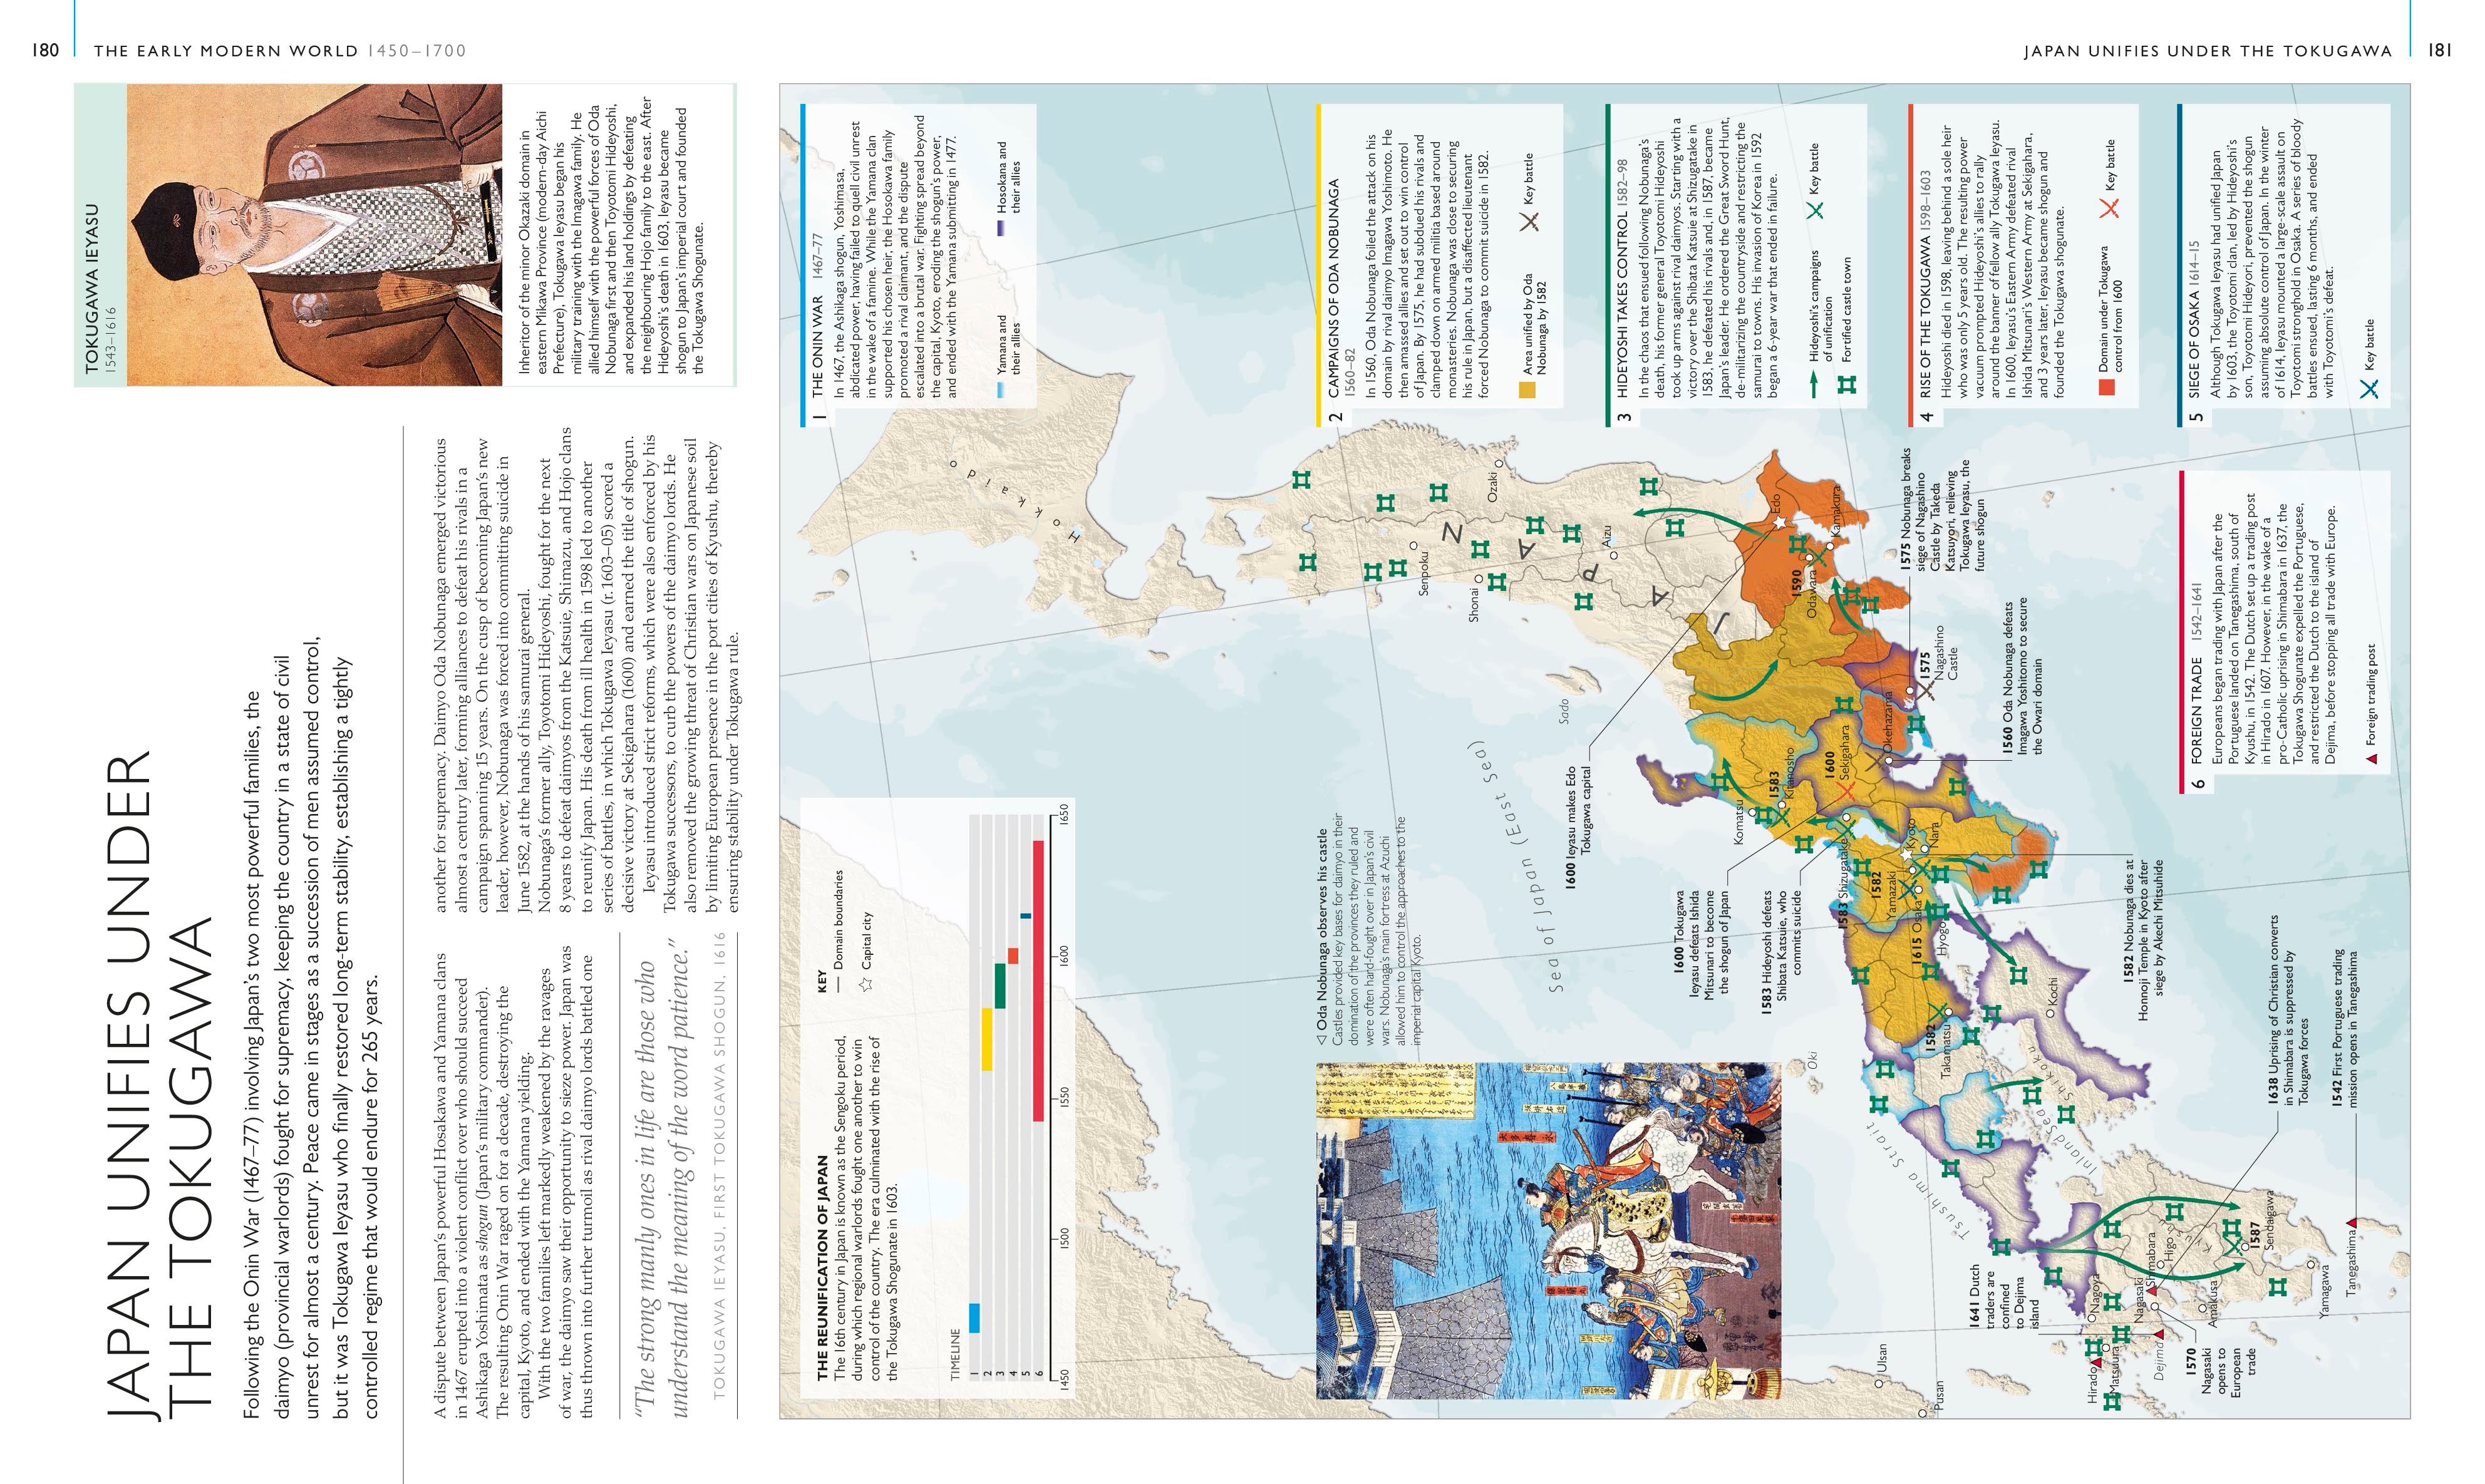 180
THE EARLY MODERN WORLD 1450–1700
JAPAN UNIFIES UNDER THE TOKUGAWA
181
JAPAN UNIFIES UNDER
THE TOKUGAWA
Following the Onin War (1467–77) involving Japan's two most powerful families, the
daimyo (provincial warlords) fought for supremacy, keeping the country in a state of civil
unrest for almost a century. Peace came in stages as a succession of men assumed control,
but it was Tokugawa Ieyasu who finally restored long-term stability, establishing a tightly
controlled regime that would endure for 265 years.
A dispute between Japan's powerful Hosakawa and Yamana clans
in 1467 erupted into a violent conflict over who should succeed
Ashikaga Yoshimata as shogun (Japan's military commander).
The resulting Onin War raged on for a decade, destroying the
capital, Kyoto, and ended with the Yamana yielding.
With the two families left markedly weakened by the ravages
of war, the daimyo saw their opportunity to sieze power. Japan was
thus thrown into further turmoil as rival daimyo lords battled one
another for supremacy. Daimyo Oda Nobunaga emerged victorious
almost a century later, forming alliances to defeat his rivals in a
campaign spanning 15 years. On the cusp of becoming Japan's new
leader, however, Nobunaga was forced into committing suicide in
June 1582, at the hands of his samurai general.
Nobunaga's former ally, Toyotomi Hideyoshi, fought for the next
8 years to defeat daimyos from the Katsuie, Shimazu, and Hojo clans
to reunify Japan. His death from ill health in 1598 led to another
series of battles, in which Tokugawa Ieyasu (r. 1603–05) scored a
decisive victory at Sekigahara (1600) and earned the title of shogun.
Ieyasu introduced strict reforms, which were also enforced by his
Tokugawa successors, to curb the powers of the daimyo lords. He
also removed the growing threat of Christian wars on Japanese soil
by limiting European presence in the port cities of Kyushu, thereby
ensuring stability under Tokugawa rule.
"The strong manly ones in life are those who
understand the meaning of the word patience."
TOKUGAWA IEYASU, FIRST TOKUGAWA SHOGUN, 1616
TOKUGAWA IEYASU
1543–1616
Inheritor of the minor Okazaki domain in
eastern Mikawa Province (modern-day Aichi
Prefecture), Tokugawa Ieyasu began his
military training with the Imagawa family. He
allied himself with the powerful forces of Oda
Nobunaga first and then Toyotomi Hideyoshi,
and expanded his land holdings by defeating
the neighbouring Hojo family to the east. After
Hideyoshi's death in 1603, Ieyasu became
shogun to Japan's imperial court and founded
the Tokugawa Shogunate.
THE REUNIFICATION OF JAPAN
The 16th century in Japan is known as the Sengoku period,
during which regional warlords fought one another to win
control of the country. The era culminated with the rise of
the Tokugawa Shogunate in 1603.
KEY
Domain boundaries
Capital city
TIMELINE
1
2
3
4
5
6
1450
1500
1550
1600
1650
1 THE ONIN WAR 1467–77
In 1467, the Ashikaga shogun, Yoshimasa,
abdicated power, having failed to quell civil unrest
in the wake of a famine. While the Yamana clan
supported his chosen heir, the Hosokawa family
promoted a rival claimant, and the dispute
escalated into a brutal war. Fighting spread beyond
the capital, Kyoto, eroding the shogun's power,
and ended with the Yamana submitting in 1477.
Yamana and
their allies
Hosokana and
their allies
2 CAMPAIGNS OF ODA NOBUNAGA
1560–82
In 1560, Oda Nobunaga foiled the attack on his
domain by rival daimyo Imagawa Yoshimoto. He
then amassed allies and set out to win control
of Japan. By 1575, he had subdued his rivals and
clamped down on armed militia based around
monasteries. Nobunaga was close to securing
his rule in Japan, but a disaffected lieutenant
forced Nobunaga to commit suicide in 1582.
Area unified by Oda
Nobunaga by 1582
Key battle
3 HIDEYOSHI TAKES CONTROL 1582–98
In the chaos that ensued following Nobunaga's
death, his former general Toyotomi Hideyoshi
took up arms against rival daimyos. Starting with a
victory over the Shibata Katsuie at Shizugatake in
1583, he defeated his rivals and, in 1587, became
Japan's leader. He ordered the Great Sword Hunt,
de-militarizing the countryside and restricting the
samurai to towns. His invasion of Korea in 1592
began a 6-year war that ended in failure.
Hideyoshi's campaigns
of unification
Key battle
Fortified castle town
4 RISE OF THE TOKUGAWA 1598–1603
Hideyoshi died in 1598, leaving behind a sole heir
who was only 5 years old. The resulting power
vacuum prompted Hideyoshi's allies to rally
around the banner of fellow ally Tokugawa Ieyasu.
In 1600, Ieyasu's Eastern Army defeated rival
Ishida Mitsunari's Western Army at Sekigahara,
and 3 years later, Ieyasu became shogun and
founded the Tokugawa shogunate.
Domain under Tokugawa
control from 1600
Key battle
5 SIEGE OF OSAKA 1614–15
Although Tokugawa Ieyasu had unified Japan
by 1603, the Toyotomi clan, led by Hideyoshi's
son, Toyotomi Hideyori, prevented the shogun
assuming absolute control of Japan. In the winter
of 1614, Ieyasu mounted a large-scale assault on
Toyotomi stronghold in Osaka. A series of bloody
battles ensued, lasting 6 months, and ended
with Toyotomi's defeat.
Key battle
6 FOREIGN TRADE 1542–1641
Europeans began trading with Japan after the
Portuguese landed on Tanegashima, south of
Kyushu, in 1542. The Dutch set up a trading post
in Hirado in 1607. However, in the wake of a
pro-Catholic uprising in Shimabara in 1637, the
Tokugawa Shogunate expelled the Portuguese,
and restricted the Dutch to the island of
Dejima, before stopping all trade with Europe.
Foreign trading post
◁ Oda Nobunaga observes his castle
Castles provided key bases for daimyo in their
domination of the provinces they ruled and
were often hard-fought over in Japan's civil
wars. Nobunaga's main fortress at Azuchi
allowed him to control the approaches to the
imperial capital Kyoto.
Hokkaido
JAPAN
Ozaki
Senpoku
Shonai
Aizu
Sado
Sea of Japan (East Sea)
Edo
Kamakura
1590
Odawara
1575 Nobunaga breaks
siege of Nagashino
Castle by Takeda
Katsuyori, relieving
Tokugawa Ieyasu, the
future shogun
1575
Nagashino
Castle
1560 Oda Nobunaga defeats
Imagawa Yoshitomo to secure
the Owari domain
Okehazama
1600
Sekigahara
1600 Ieyasu makes Edo
Tokugawa capital
1600 Tokugawa
Ieyasu defeats Ishida
Mitsunari to become
the shogun of Japan
1583 Hideyoshi defeats
Shibata Katsuie, who
commits suicide
Komatsu
1583
Kitanosho
1583 Shizugatake
Kyoto
Nara
1582
Yamazaki
1615 Osaka
Hyogo
1582 Nobunaga dies at
Honnoji Temple in Kyoto after
siege by Akechi Mitsuhide
1582
Takamatsu
Kochi
Shikoku
Inland Sea
Oki
Tsushima Strait
1638 Uprising of Christian converts
in Shimabara is suppressed by
Tokugawa forces
1542 First Portuguese trading
mission opens in Tanegashima
1641 Dutch
traders are
confined
to Dejima
island
Kyushu
1587
Sendaigawa
Higo
Shimabara
Nagasaki
Nagoya
Amakusa
Yamagawa
Tanegashima
Hirado
Matsuura
Dejima
1570
Nagasaki
opens to
European
trade
Ulsan
Pusan